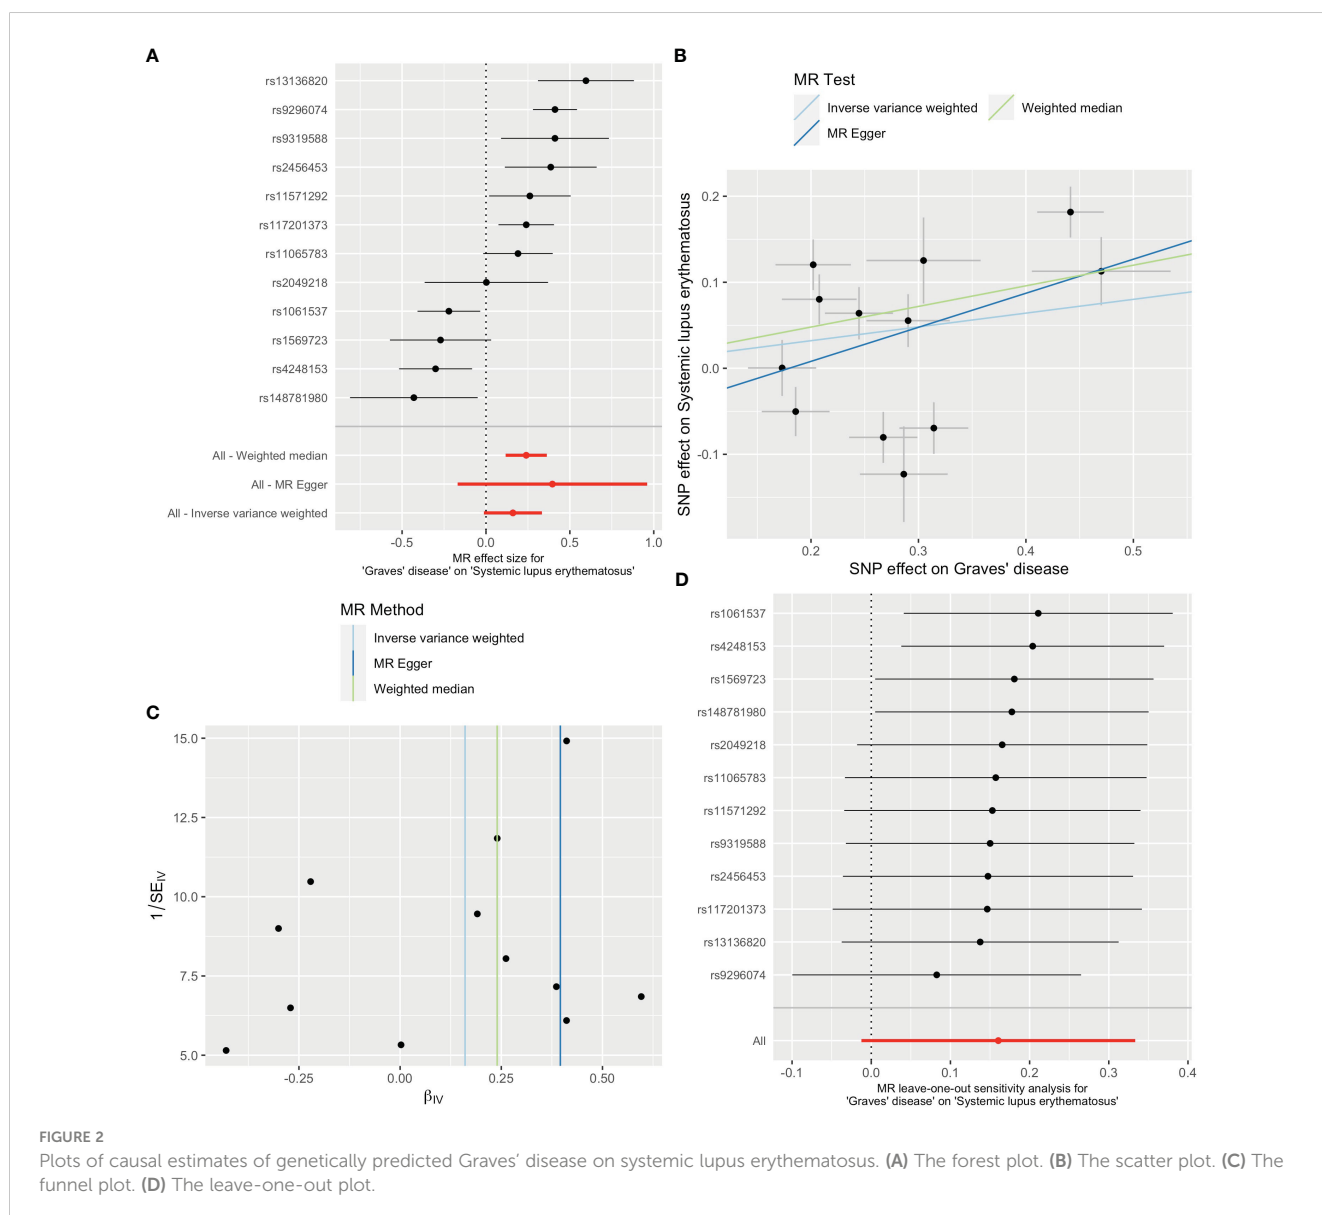 A
rs13136820
rs9296074
rs9319588
rs2456453
rs11571292
rs117201373
rs11065783
rs2049218
rs1061537
rs1569723
rs4248153
rs148781980
All - Weighted median
All - MR Egger
All - Inverse variance weighted
-0.5 0.0 0.5 1.0
MR effect size for
'Graves' disease' on 'Systemic lupus erythematosus'
B
MR Test
Inverse variance weighted Weighted median
MR Egger
SNP effect on Systemic lupus erythematosus
0.2
0.1
0.0
-0.1
0.2 0.3 0.4 0.5
SNP effect on Graves' disease
MR Method
Inverse variance weighted
MR Egger
Weighted median
C
1/SEIV
15.0
12.5
10.0
7.5
5.0
-0.25 0.00 0.25 0.50
βIV
D
rs1061537
rs4248153
rs1569723
rs148781980
rs2049218
rs11065783
rs11571292
rs9319588
rs2456453
rs117201373
rs13136820
rs9296074
All
-0.1 0.0 0.1 0.2 0.3 0.4
MR leave-one-out sensitivity analysis for
'Graves' disease' on 'Systemic lupus erythematosus'
FIGURE 2
Plots of causal estimates of genetically predicted Graves’ disease on systemic lupus erythematosus. (A) The forest plot. (B) The scatter plot. (C) The
funnel plot. (D) The leave-one-out plot.